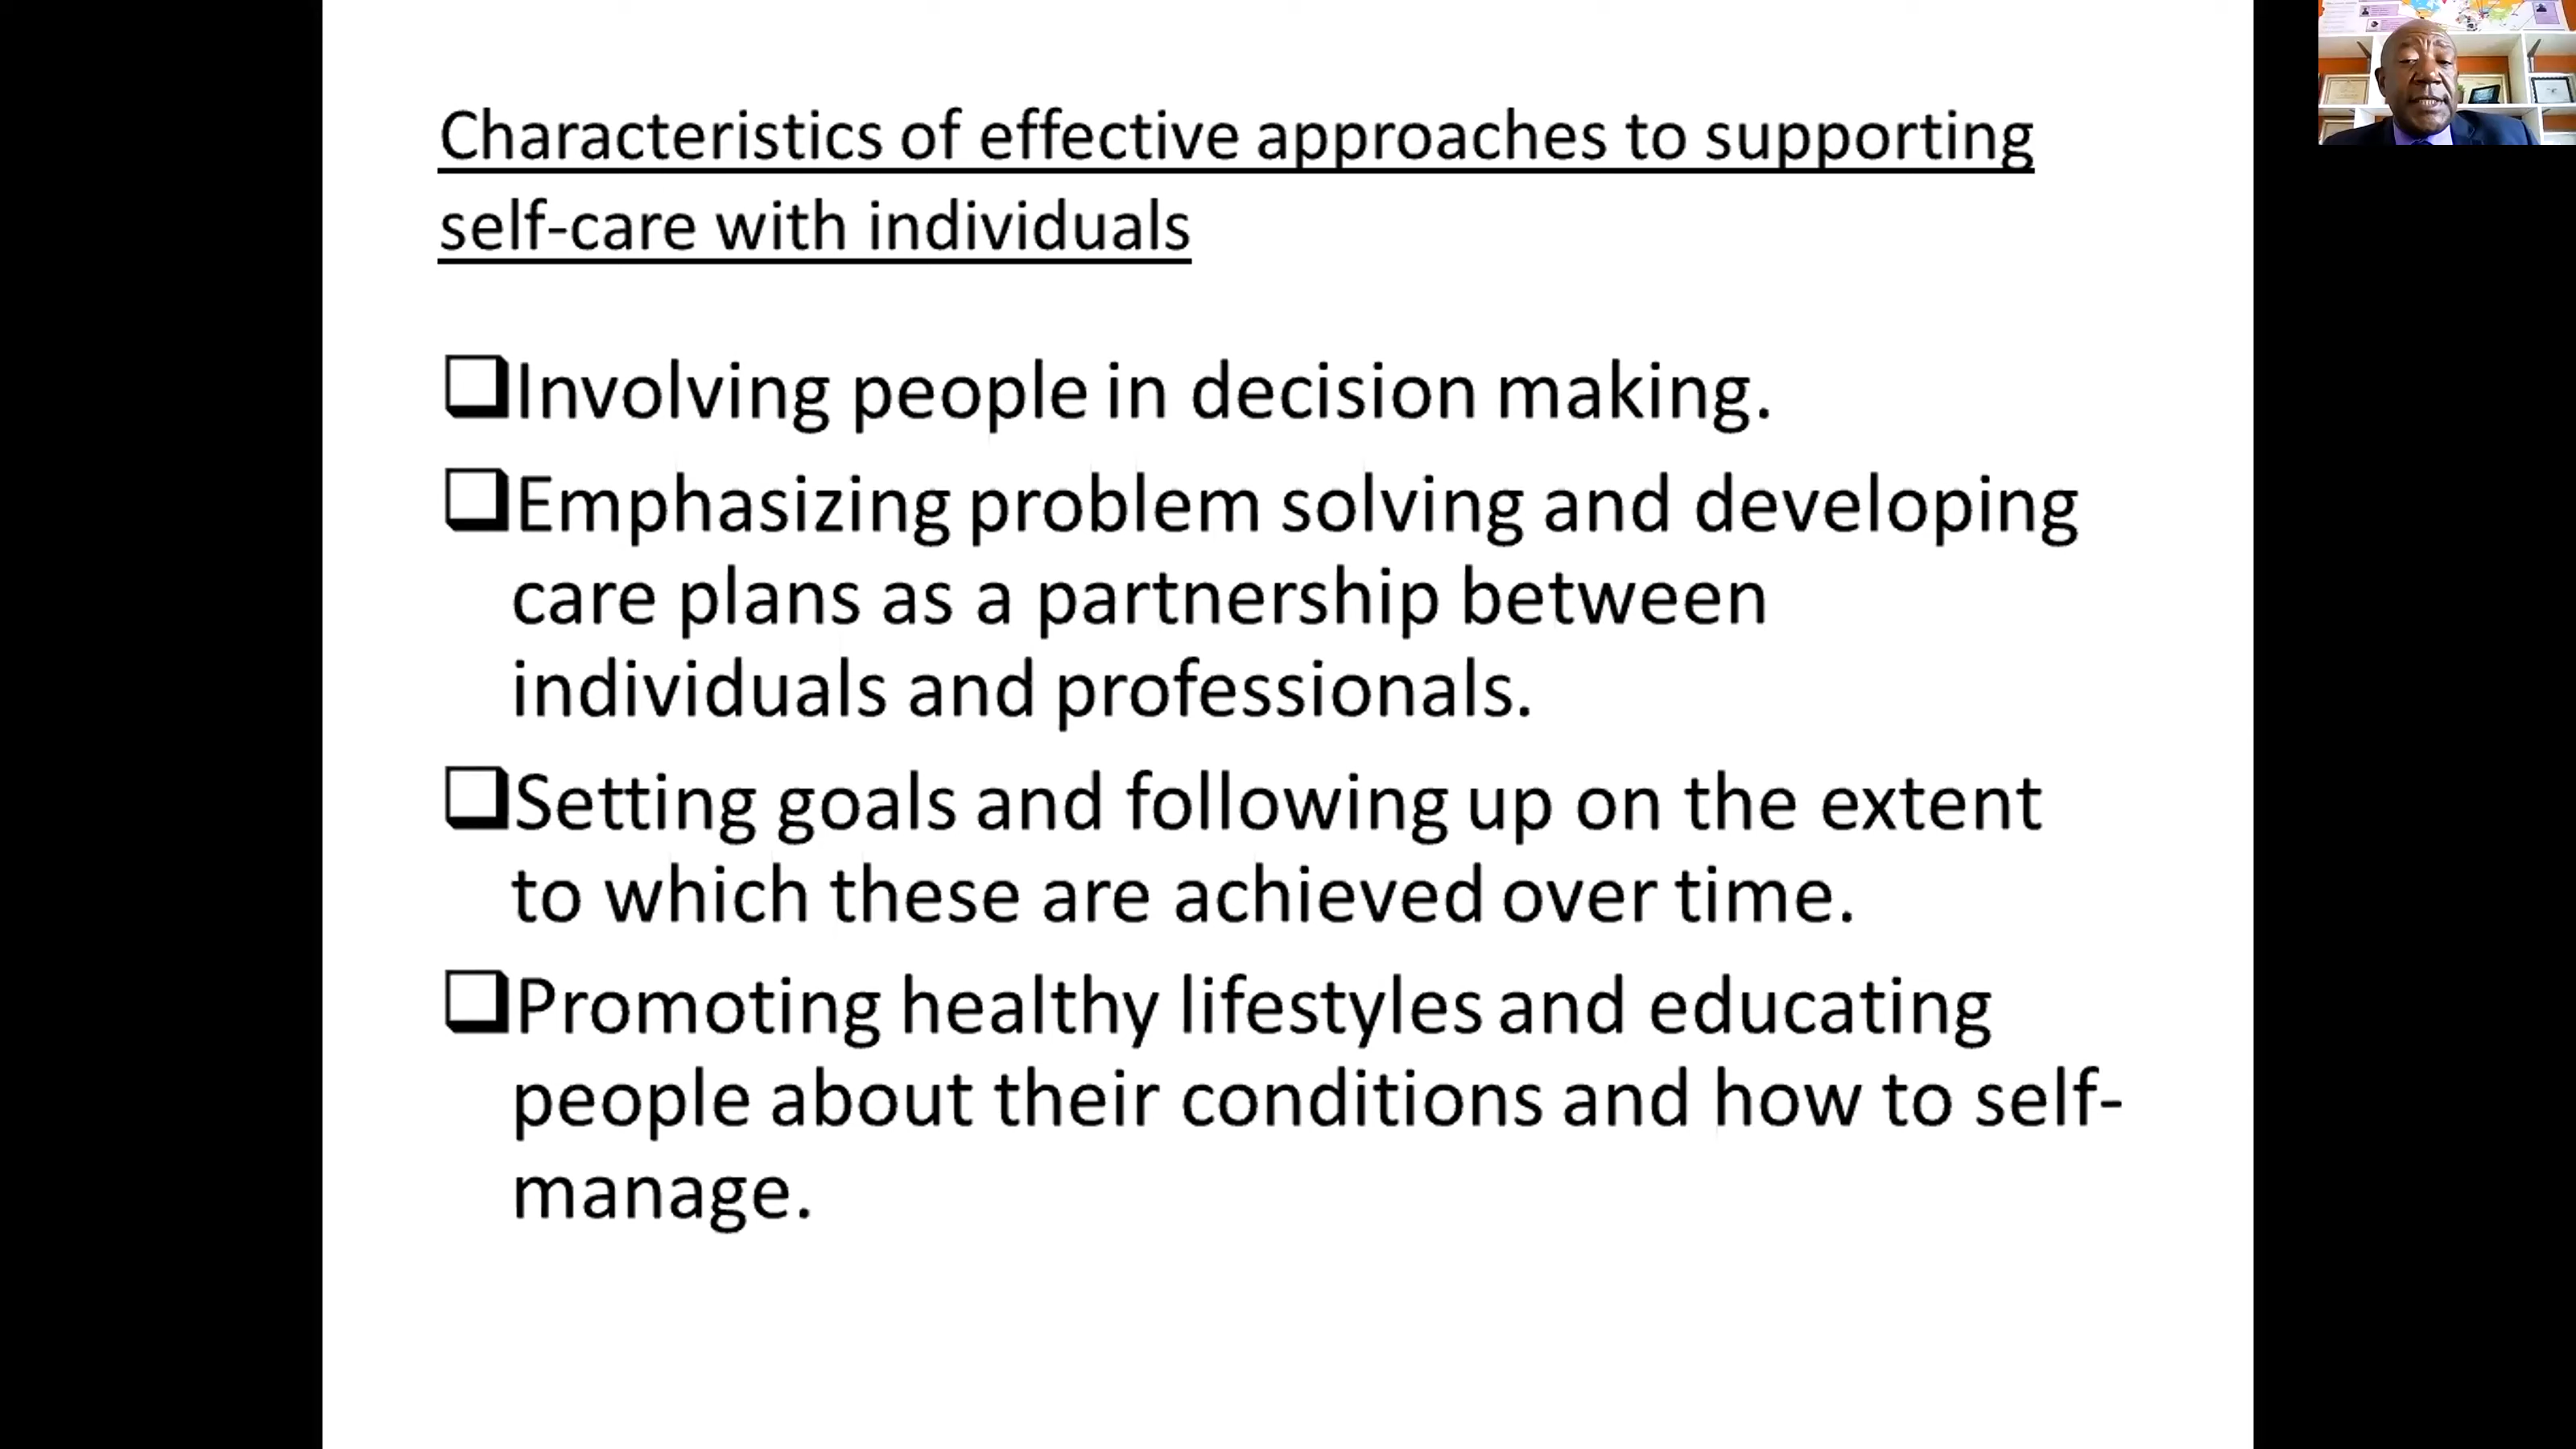 Characteristics of effective approaches to supporting
self-care with individuals
Involving people in decision making.
Emphasizing problem solving and developing
care plans as a partnership between
individuals and professionals.
Setting goals and following up on the extent
to which these are achieved over time.
Promoting healthy lifestyles and educating
people about their conditions and how to self-
manage.